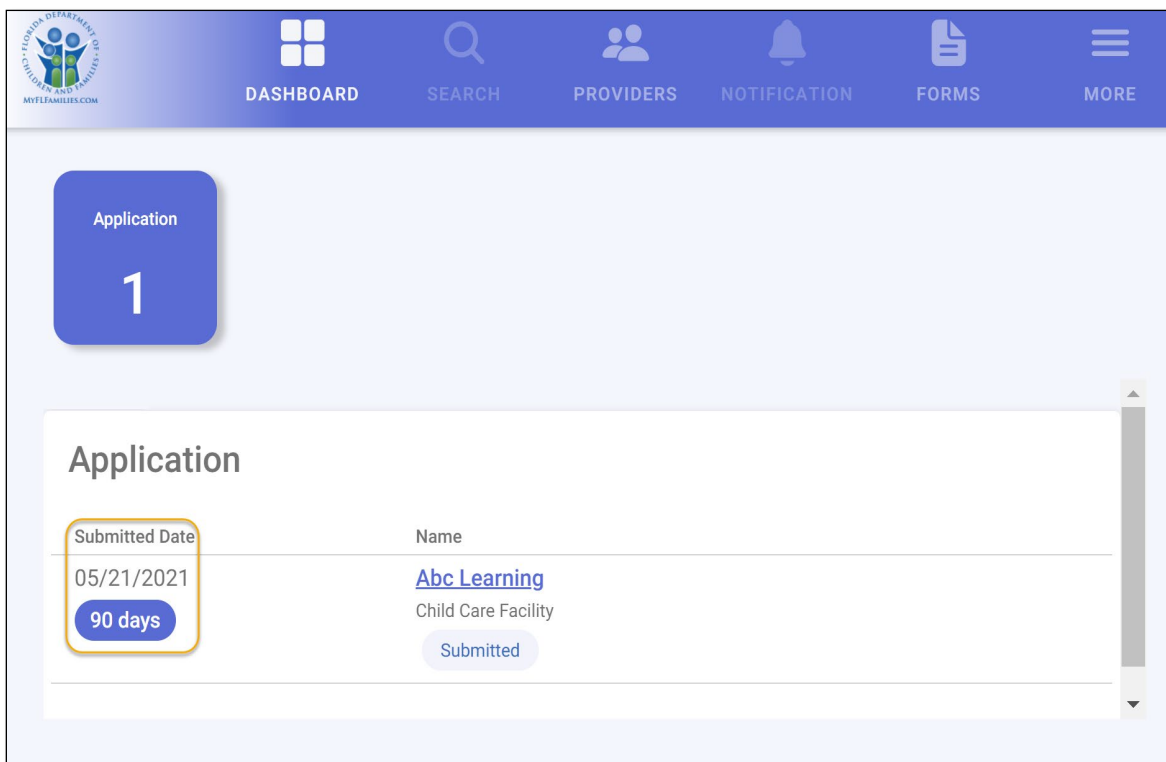 FLORIDA DEPARTMENT OF CHILDREN AND FAMILIES
MYFLFAMILIES.COM
DASHBOARD
SEARCH
PROVIDERS
NOTIFICATION
FORMS
MORE
Application
1
Application
Submitted Date
Name
05/21/2021
Abc Learning
90 days
Child Care Facility
Submitted